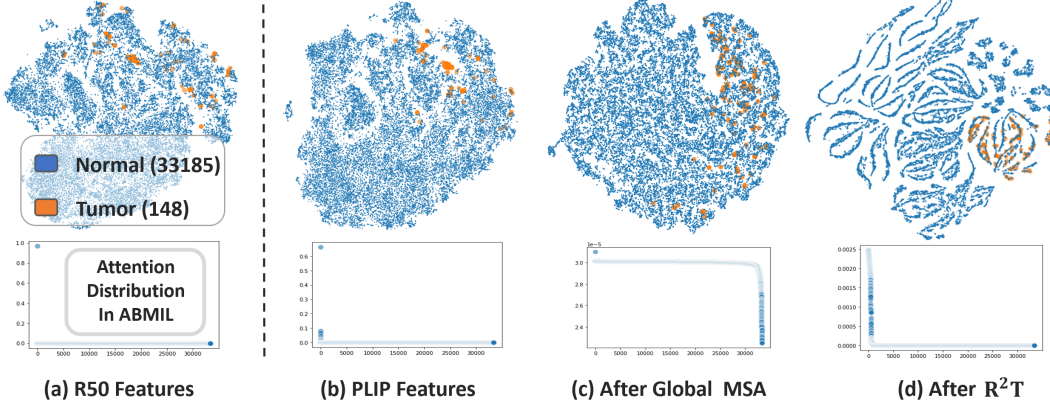 Normal (33185)
Tumor (148)
1.0
0.8
0.6
0.4
0.2
0.0
0 5000 10000 15000 20000 25000 30000
Attention
Distribution
In ABMIL
0.6
0.5
0.4
0.3
0.2
0.1
0.0
0 5000 10000 15000 20000 25000 30000
1e−5
3.0
2.8
2.6
2.4
0 5000 10000 15000 20000 25000 30000
0.0025
0.0020
0.0015
0.0010
0.0005
0.0000
0 5000 10000 15000 20000 25000 30000
(a) R50 Features
(b) PLIP Features
(c) After Global MSA
(d) After R²T